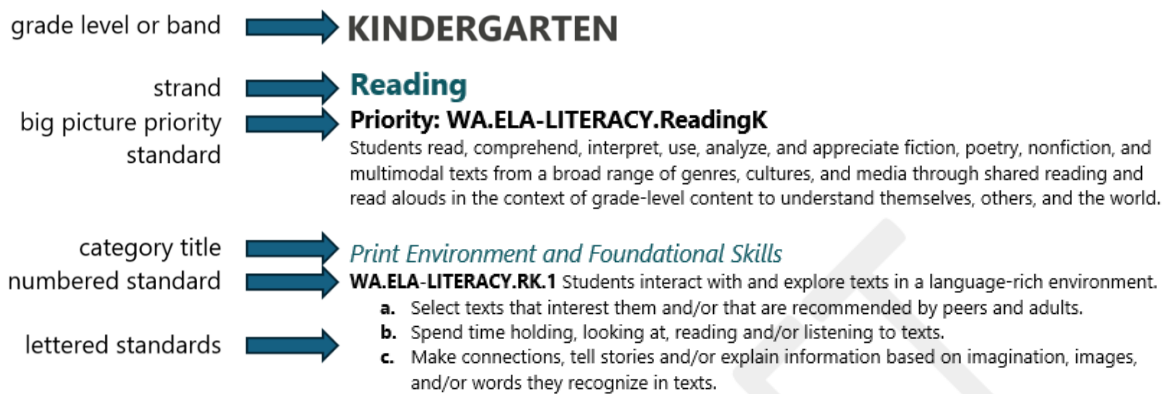 grade level or band KINDERGARTEN
strand Reading
big picture priority Priority: WA.ELA-LITERACY.ReadingK
standard Students read, comprehend, interpret, use, analyze, and appreciate fiction, poetry, nonfiction, and
multimodal texts from a broad range of genres, cultures, and media through shared reading and
read alouds in the context of grade-level content to understand themselves, others, and the world.
category title Print Environment and Foundational Skills
numbered standard WA.ELA-LITERACY.RK.1 Students interact with and explore texts in a language-rich environment.
a. Select texts that interest them and/or that are recommended by peers and adults.
b. Spend time holding, looking at, reading and/or listening to texts.
lettered standards c. Make connections, tell stories and/or explain information based on imagination, images,
and/or words they recognize in texts.